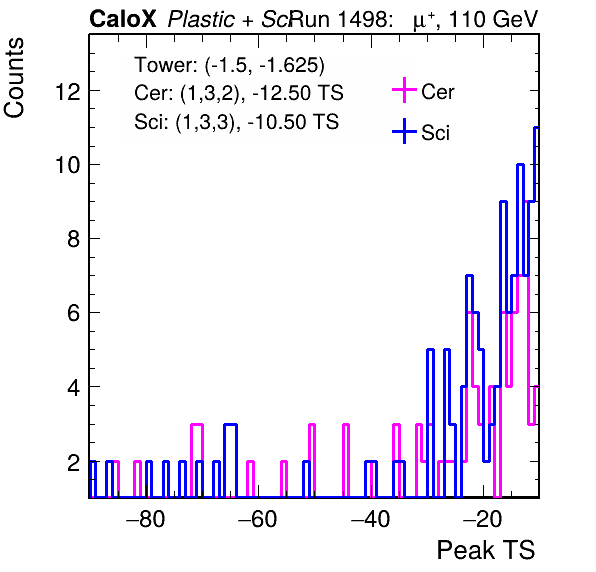 CaloX Plastic + Sci Run 1498: μ+, 110 GeV
Tower: (-1.5, -1.625)
Cer: (1,3,2), -12.50 TS
Sci: (1,3,3), -10.50 TS
Cer
Sci
Counts
12
10
8
6
4
2
−80 −60 −40 −20
Peak TS